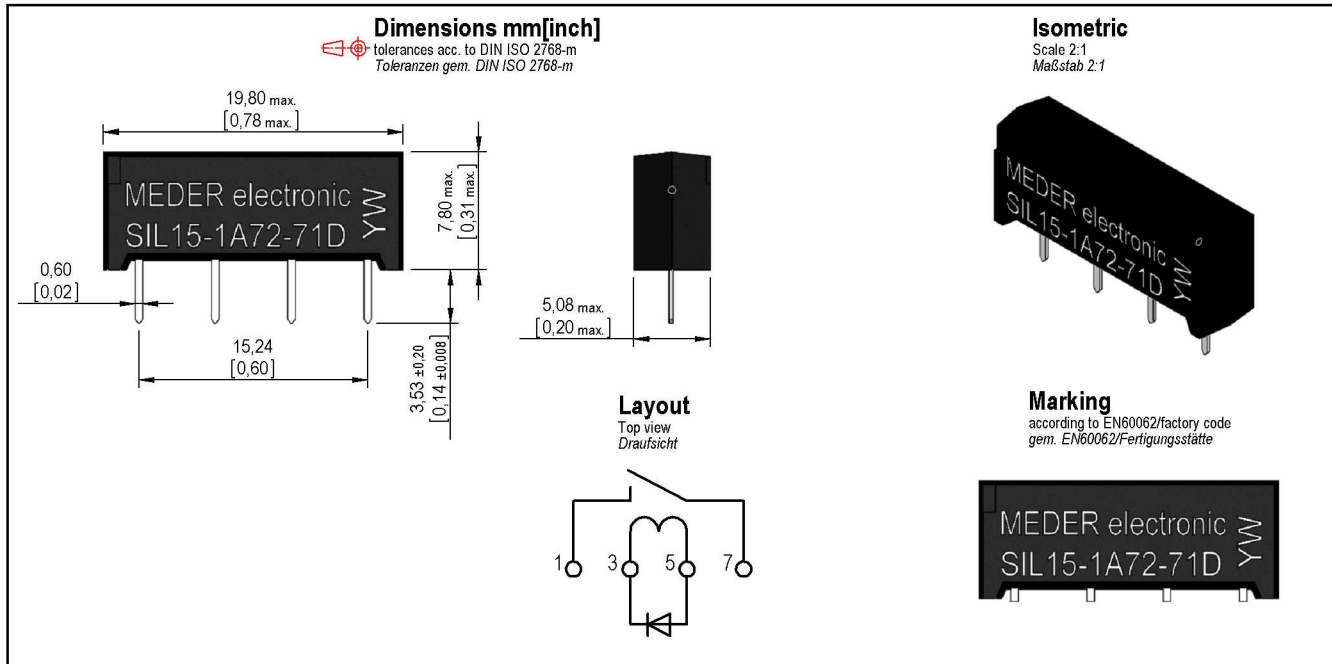 Dimensions mm[inch]
tolerances acc. to DIN ISO 2768-m
Toleranzen gem. DIN ISO 2768-m
19,80 max.
[0,78 max.]
MEDER electronic
SIL15-1A72-71D
YW
7,80 max.
[0,31 max.]
0,60
[0,02]
15,24
[0,60]
3,53 ±0,20
[0,14 ±0,008]
5,08 max.
[0,20 max.]
Isometric
Scale 2:1
Maßstab 2:1
MEDER electronic
SIL15-1A72-71D
YW
Layout
Top view
Draufsicht
1 3 5 7
Marking
according to EN60062/factory code
gem. EN60062/Fertigungsstätte
MEDER electronic
SIL15-1A72-71D
YW